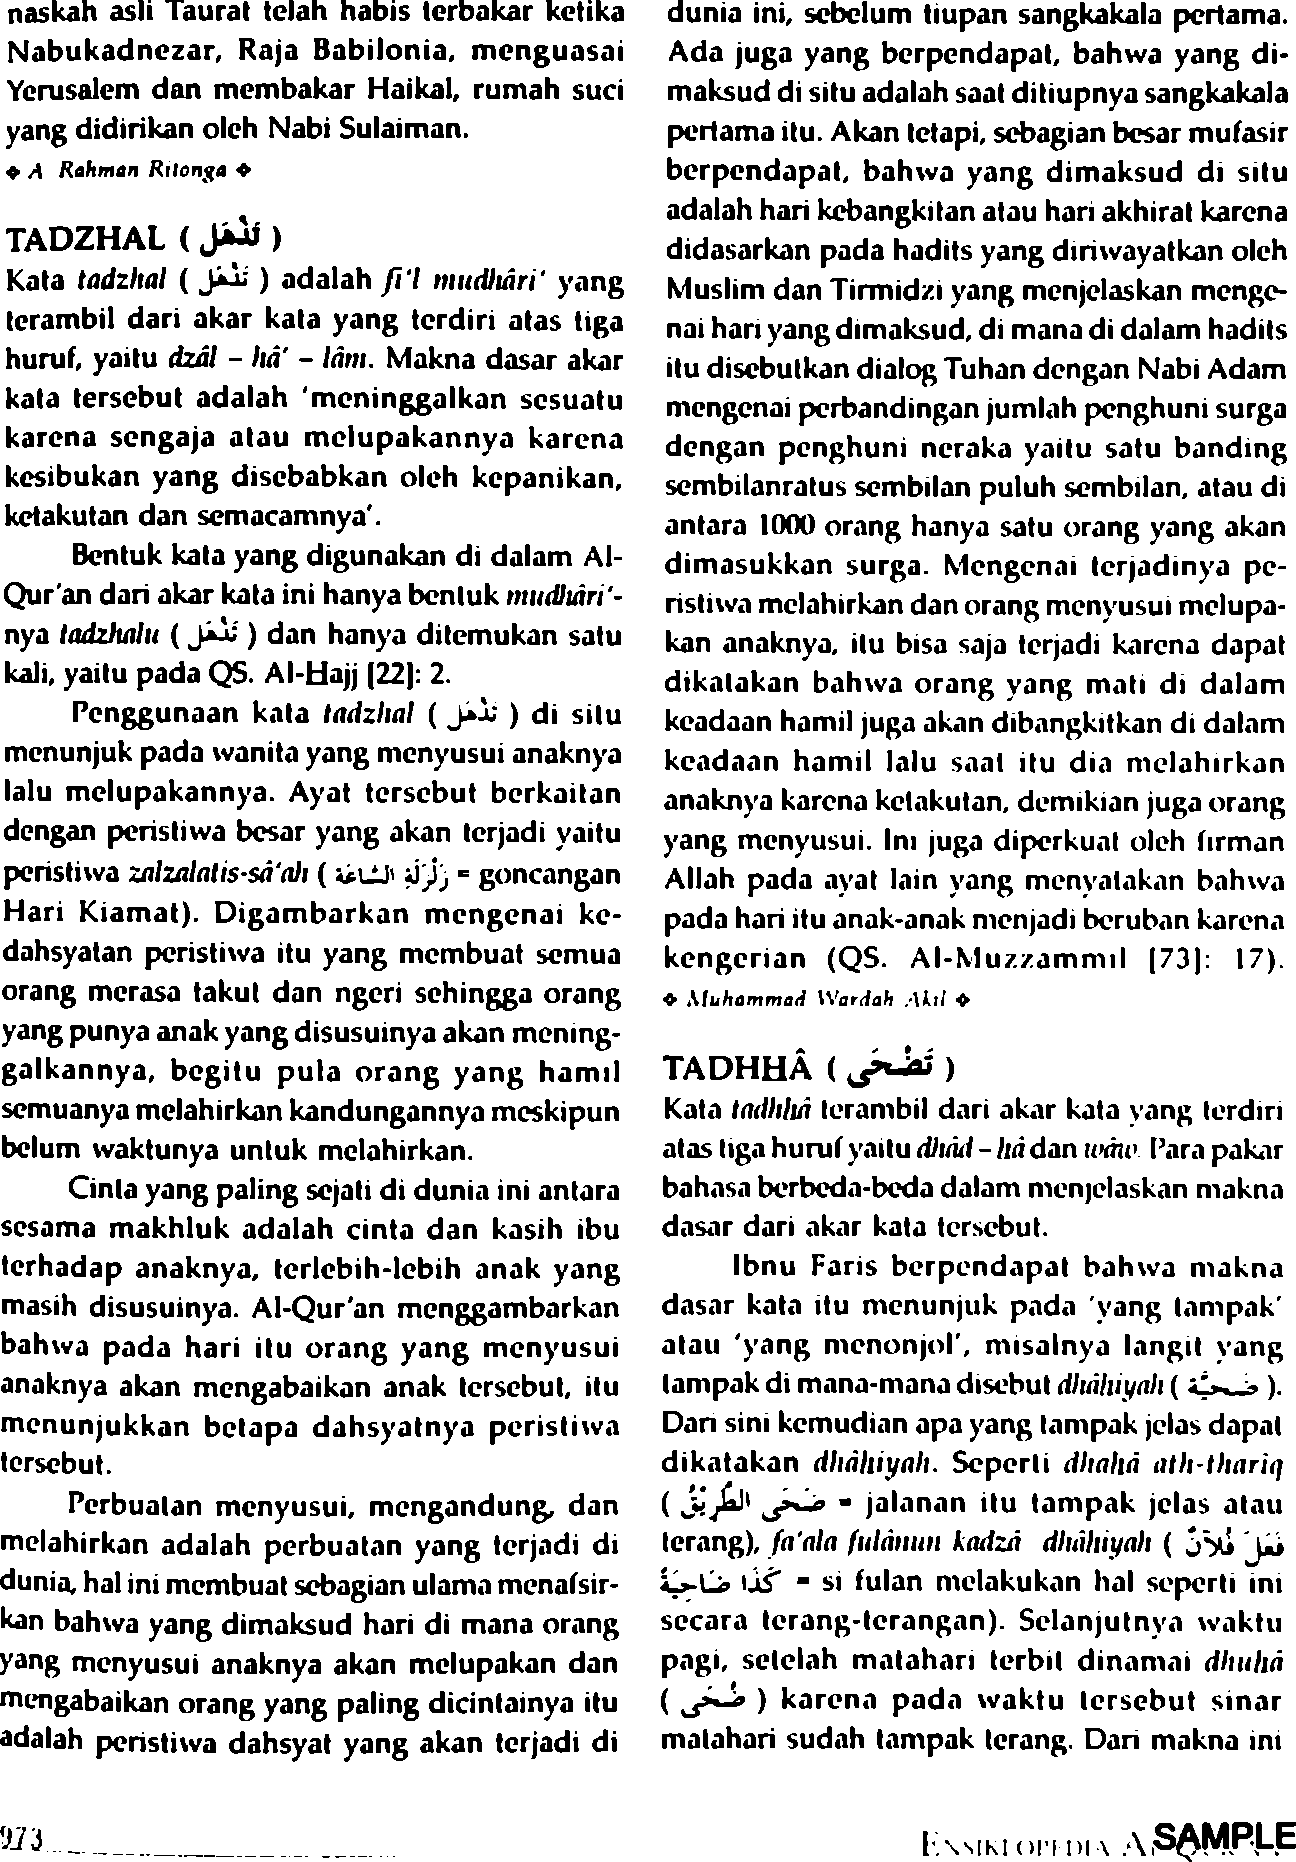 naskah asli Taurat telah habis terbakar ketika
Nabukadnezar, Raja Babilonia, menguasai
Yerusalem dan membakar Haikal, rumah suci
yang didirikan oleh Nabi Sulaiman.
❖ A Rahman Ritonga ❖
TADZHAL ( تَذْهَل )
Kata tadzhal ( تَذْهَل ) adalah fi'l mudhâri' yang
terambil dari akar kata yang terdiri atas tiga
huruf, yaitu dzâl – hâ' – lâm. Makna dasar akar
kata tersebut adalah 'meninggalkan sesuatu
karena sengaja atau melupakannya karena
kesibukan yang disebabkan oleh kepanikan,
ketakutan dan semacamnya'.
Bentuk kata yang digunakan di dalam Al-
Qur'an dari akar kata ini hanya bentuk mudhâri'-
nya tadzhalu ( تَذْهَلُ ) dan hanya ditemukan satu
kali, yaitu pada QS. Al-Hajj [22]: 2.
Penggunaan kata tadzhal ( تَذْهَل ) di situ
menunjuk pada wanita yang menyusui anaknya
lalu melupakannya. Ayat tersebut berkaitan
dengan peristiwa besar yang akan terjadi yaitu
peristiwa zalzalatis-sâ'ah ( زَلْزَلَةِ السَّاعَةِ = goncangan
Hari Kiamat). Digambarkan mengenai ke-
dahsyatan peristiwa itu yang membuat semua
orang merasa takut dan ngeri sehingga orang
yang punya anak yang disusuinya akan mening-
galkannya, begitu pula orang yang hamil
semuanya melahirkan kandungannya meskipun
belum waktunya untuk melahirkan.
Cinta yang paling sejati di dunia ini antara
sesama makhluk adalah cinta dan kasih ibu
terhadap anaknya, terlebih-lebih anak yang
masih disusuinya. Al-Qur'an menggambarkan
bahwa pada hari itu orang yang menyusui
anaknya akan mengabaikan anak tersebut, itu
menunjukkan betapa dahsyatnya peristiwa
tersebut.
Perbuatan menyusui, mengandung, dan
melahirkan adalah perbuatan yang terjadi di
dunia, hal ini membuat sebagian ulama menafsir-
kan bahwa yang dimaksud hari di mana orang
yang menyusui anaknya akan melupakan dan
mengabaikan orang yang paling dicintainya itu
adalah peristiwa dahsyat yang akan terjadi di
dunia ini, sebelum tiupan sangkakala pertama.
Ada juga yang berpendapat, bahwa yang di-
maksud di situ adalah saat ditiupnya sangkakala
pertama itu. Akan tetapi, sebagian besar mufasir
berpendapat, bahwa yang dimaksud di situ
adalah hari kebangkitan atau hari akhirat karena
didasarkan pada hadits yang diriwayatkan oleh
Muslim dan Tirmidzi yang menjelaskan menge-
nai hari yang dimaksud, di mana di dalam hadits
itu disebutkan dialog Tuhan dengan Nabi Adam
mengenai perbandingan jumlah penghuni surga
dengan penghuni neraka yaitu satu banding
sembilanratus sembilan puluh sembilan, atau di
antara 1000 orang hanya satu orang yang akan
dimasukkan surga. Mengenai terjadinya pe-
ristiwa melahirkan dan orang menyusui melupa-
kan anaknya, itu bisa saja terjadi karena dapat
dikatakan bahwa orang yang mati di dalam
keadaan hamil juga akan dibangkitkan di dalam
keadaan hamil lalu saat itu dia melahirkan
anaknya karena ketakutan, demikian juga orang
yang menyusui. Ini juga diperkuat oleh firman
Allah pada ayat lain yang menyatakan bahwa
pada hari itu anak-anak menjadi beruban karena
kengerian (QS. Al-Muzzammil [73]: 17).
❖ Muhammad Wardah Akil ❖
TADHHÂ ( تَضْحَى )
Kata tadhhâ terambil dari akar kata yang terdiri
atas tiga huruf yaitu dhâd – hâ dan wâw. Para pakar
bahasa berbeda-beda dalam menjelaskan makna
dasar dari akar kata tersebut.
Ibnu Faris berpendapat bahwa makna
dasar kata itu menunjuk pada 'yang tampak'
atau 'yang menonjol', misalnya langit yang
tampak di mana-mana disebut dhâhiyah ( ضَحِيَّة ).
Dari sini kemudian apa yang tampak jelas dapat
dikatakan dhâhiyah. Seperti dhahâ ath-tharîq
( ضَحَى الطَّرِيْقُ = jalanan itu tampak jelas atau
terang), fa'ala fulânun kadzâ dhâhiyah ( فَعَلَ فُلاَنٌ
كَذَا ضَاحِيَةً = si fulan melakukan hal seperti ini
secara terang-terangan). Selanjutnya waktu
pagi, setelah matahari terbit dinamai dhuhâ
( ضُحَى ) karena pada waktu tersebut sinar
matahari sudah tampak terang. Dari makna ini
973
ENSIKLOPEDIA A
SAMPLE